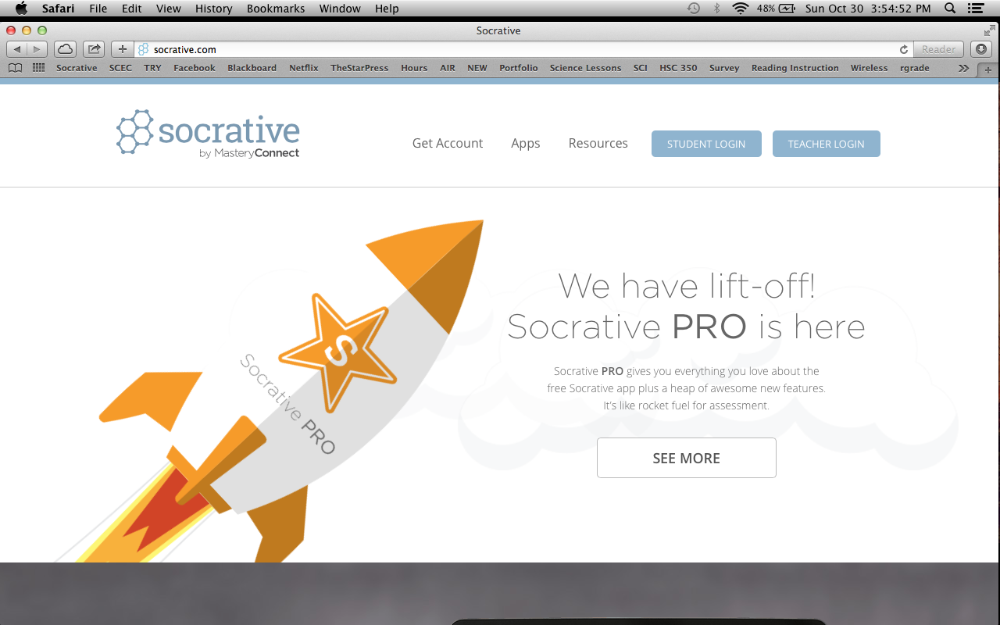 Safari File Edit View History Bookmarks Window Help 48% Sun Oct 30 3:54:52 PM
Socrative
socrative.com Reader
Socrative SCEC TRY Facebook Blackboard Netflix TheStarPress Hours AIR NEW Portfolio Science Lessons SCI HSC 350 Survey Reading Instruction Wireless rgrade
socrative
by MasteryConnect
Get Account Apps Resources STUDENT LOGIN TEACHER LOGIN
S
Socrative PRO
We have lift-off!
Socrative PRO is here
Socrative PRO gives you everything you love about the
free Socrative app plus a heap of awesome new features.
It's like rocket fuel for assessment.
SEE MORE